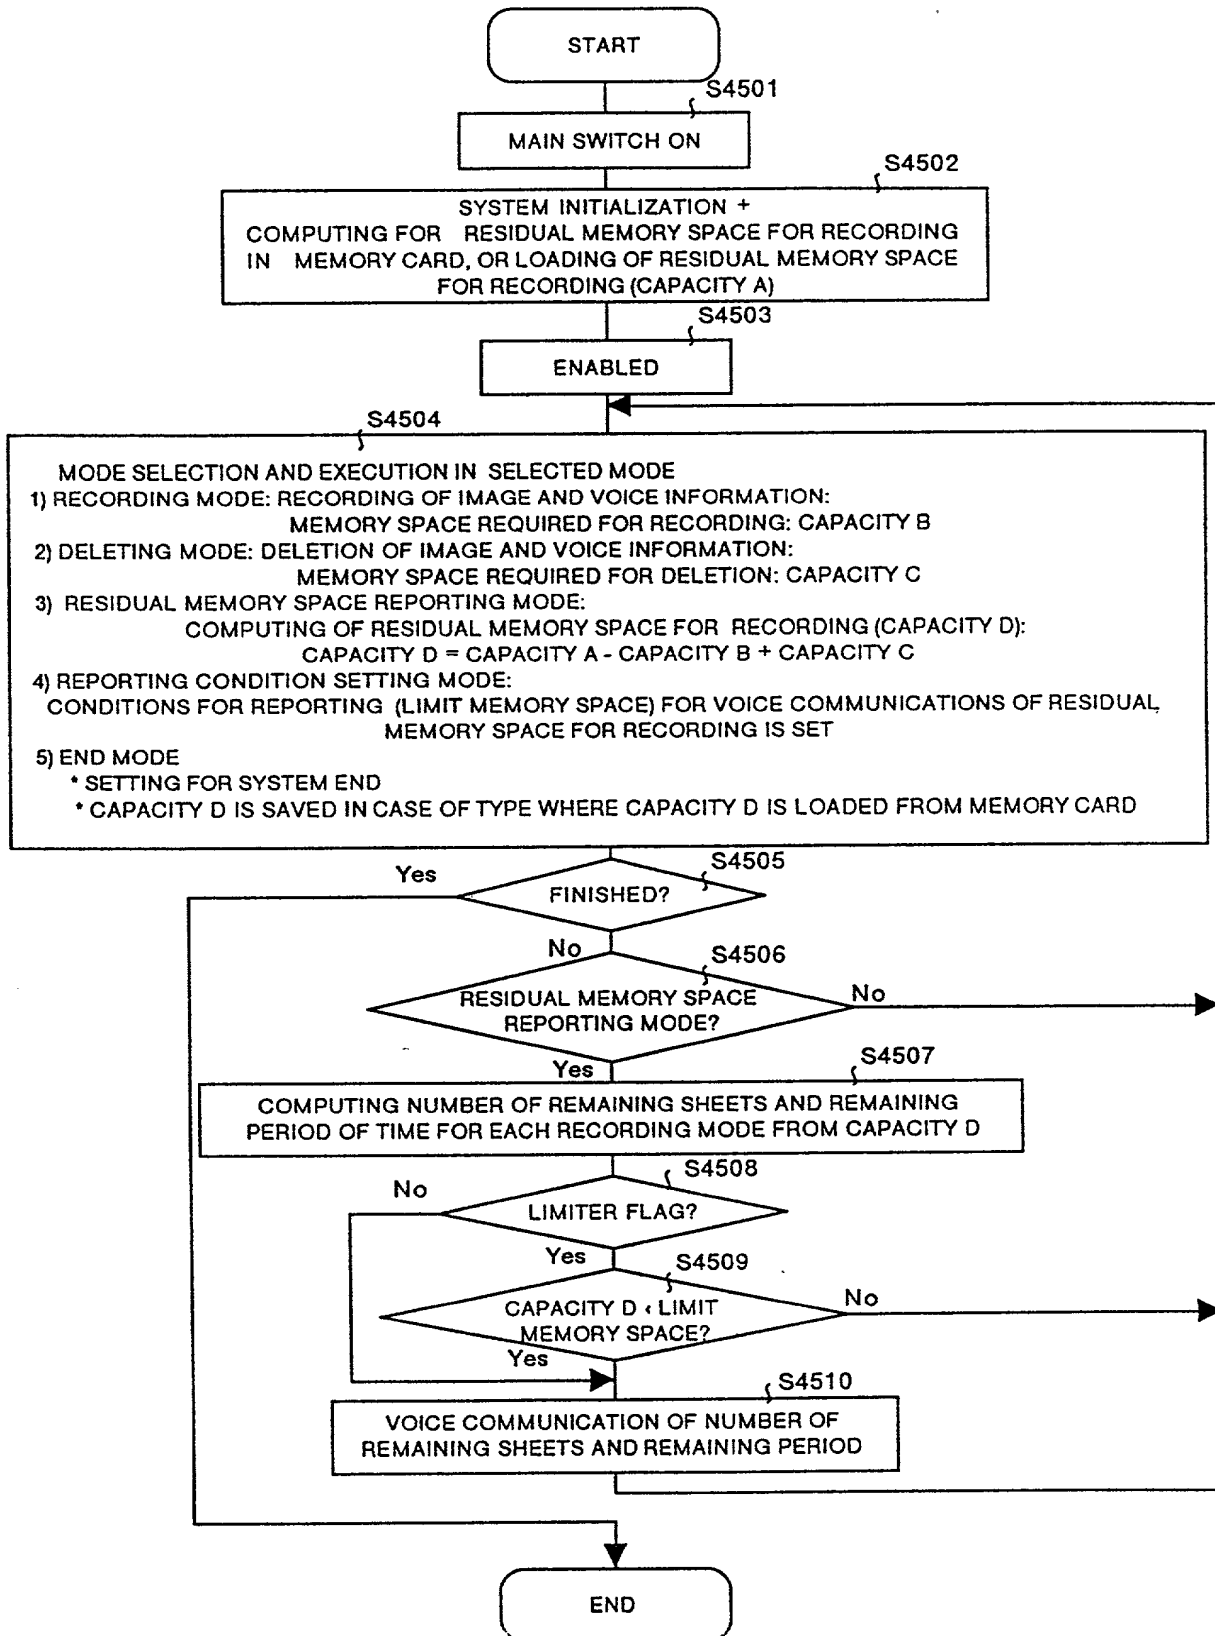 START
S4501
MAIN SWITCH ON
S4502
SYSTEM INITIALIZATION +
COMPUTING FOR RESIDUAL MEMORY SPACE FOR RECORDING
IN MEMORY CARD, OR LOADING OF RESIDUAL MEMORY SPACE
FOR RECORDING (CAPACITY A)
S4503
ENABLED
S4504
MODE SELECTION AND EXECUTION IN SELECTED MODE
1) RECORDING MODE: RECORDING OF IMAGE AND VOICE INFORMATION:
MEMORY SPACE REQUIRED FOR RECORDING: CAPACITY B
2) DELETING MODE: DELETION OF IMAGE AND VOICE INFORMATION:
MEMORY SPACE REQUIRED FOR DELETION: CAPACITY C
3) RESIDUAL MEMORY SPACE REPORTING MODE:
COMPUTING OF RESIDUAL MEMORY SPACE FOR RECORDING (CAPACITY D):
CAPACITY D = CAPACITY A - CAPACITY B + CAPACITY C
4) REPORTING CONDITION SETTING MODE:
CONDITIONS FOR REPORTING (LIMIT MEMORY SPACE) FOR VOICE COMMUNICATIONS OF RESIDUAL
MEMORY SPACE FOR RECORDING IS SET
5) END MODE
* SETTING FOR SYSTEM END
* CAPACITY D IS SAVED IN CASE OF TYPE WHERE CAPACITY D IS LOADED FROM MEMORY CARD
S4505
Yes
FINISHED?
No
S4506
RESIDUAL MEMORY SPACE
REPORTING MODE?
No
Yes
S4507
COMPUTING NUMBER OF REMAINING SHEETS AND REMAINING
PERIOD OF TIME FOR EACH RECORDING MODE FROM CAPACITY D
S4508
No
LIMITER FLAG?
Yes
S4509
CAPACITY D < LIMIT
MEMORY SPACE?
No
Yes
S4510
VOICE COMMUNICATION OF NUMBER OF
REMAINING SHEETS AND REMAINING PERIOD
END